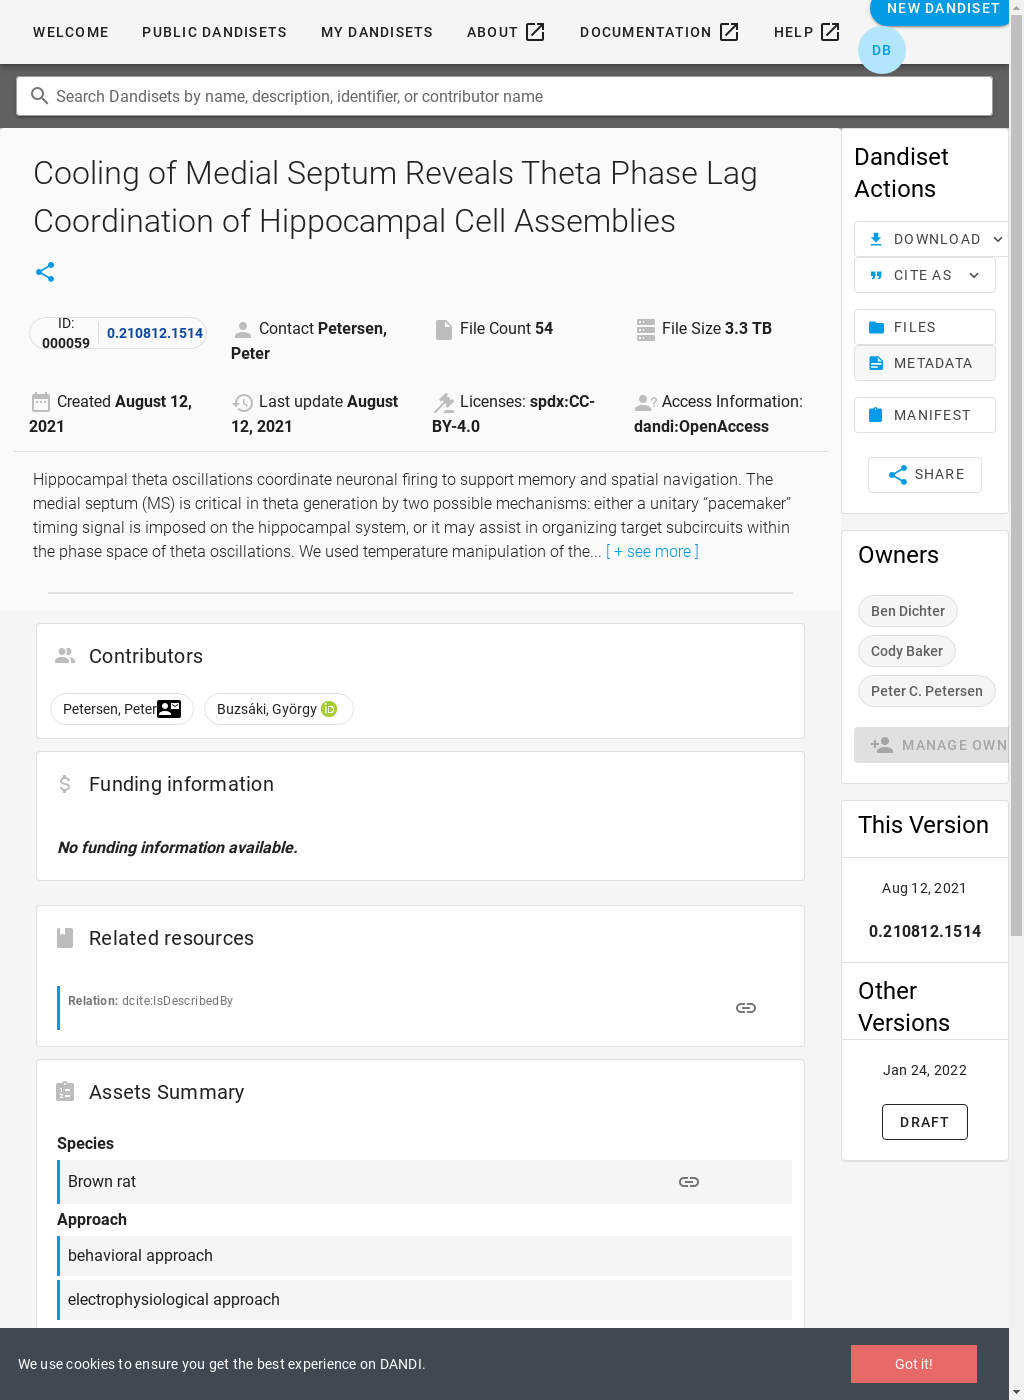 WELCOME PUBLIC DANDISETS MY DANDISETS ABOUT DOCUMENTATION HELP NEW DANDISET
DB
Search Dandisets by name, description, identifier, or contributor name
Cooling of Medial Septum Reveals Theta Phase Lag
Coordination of Hippocampal Cell Assemblies
ID:
000059 0.210812.1514
Contact Petersen,
Peter
File Count 54
File Size 3.3 TB
Created August 12,
2021
Last update August
12, 2021
Licenses: spdx:CC-
BY-4.0
Access Information:
dandi:OpenAccess
Hippocampal theta oscillations coordinate neuronal firing to support memory and spatial navigation. The
medial septum (MS) is critical in theta generation by two possible mechanisms: either a unitary “pacemaker”
timing signal is imposed on the hippocampal system, or it may assist in organizing target subcircuits within
the phase space of theta oscillations. We used temperature manipulation of the... [ + see more ]
Contributors
Petersen, Peter Buzsáki, György iD
Funding information
No funding information available.
Related resources
Relation: dcite:IsDescribedBy
Assets Summary
Species
Brown rat
Approach
behavioral approach
electrophysiological approach
Dandiset
Actions
DOWNLOAD
CITE AS
FILES
METADATA
MANIFEST
SHARE
Owners
Ben Dichter
Cody Baker
Peter C. Petersen
MANAGE OWN
This Version
Aug 12, 2021
0.210812.1514
Other
Versions
Jan 24, 2022
DRAFT
We use cookies to ensure you get the best experience on DANDI.
Got it!